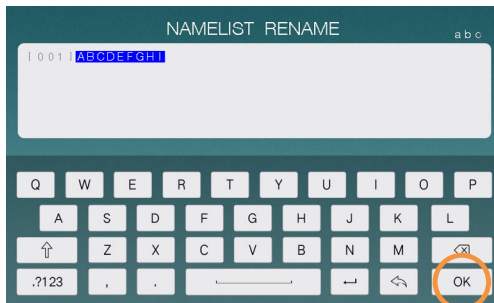 NAMELIST RENAME
abc
[001] ABCDEFGHI
Q W E R T Y U I O P
A S D F G H J K L
Z X C V B N M
.?123 , . OK